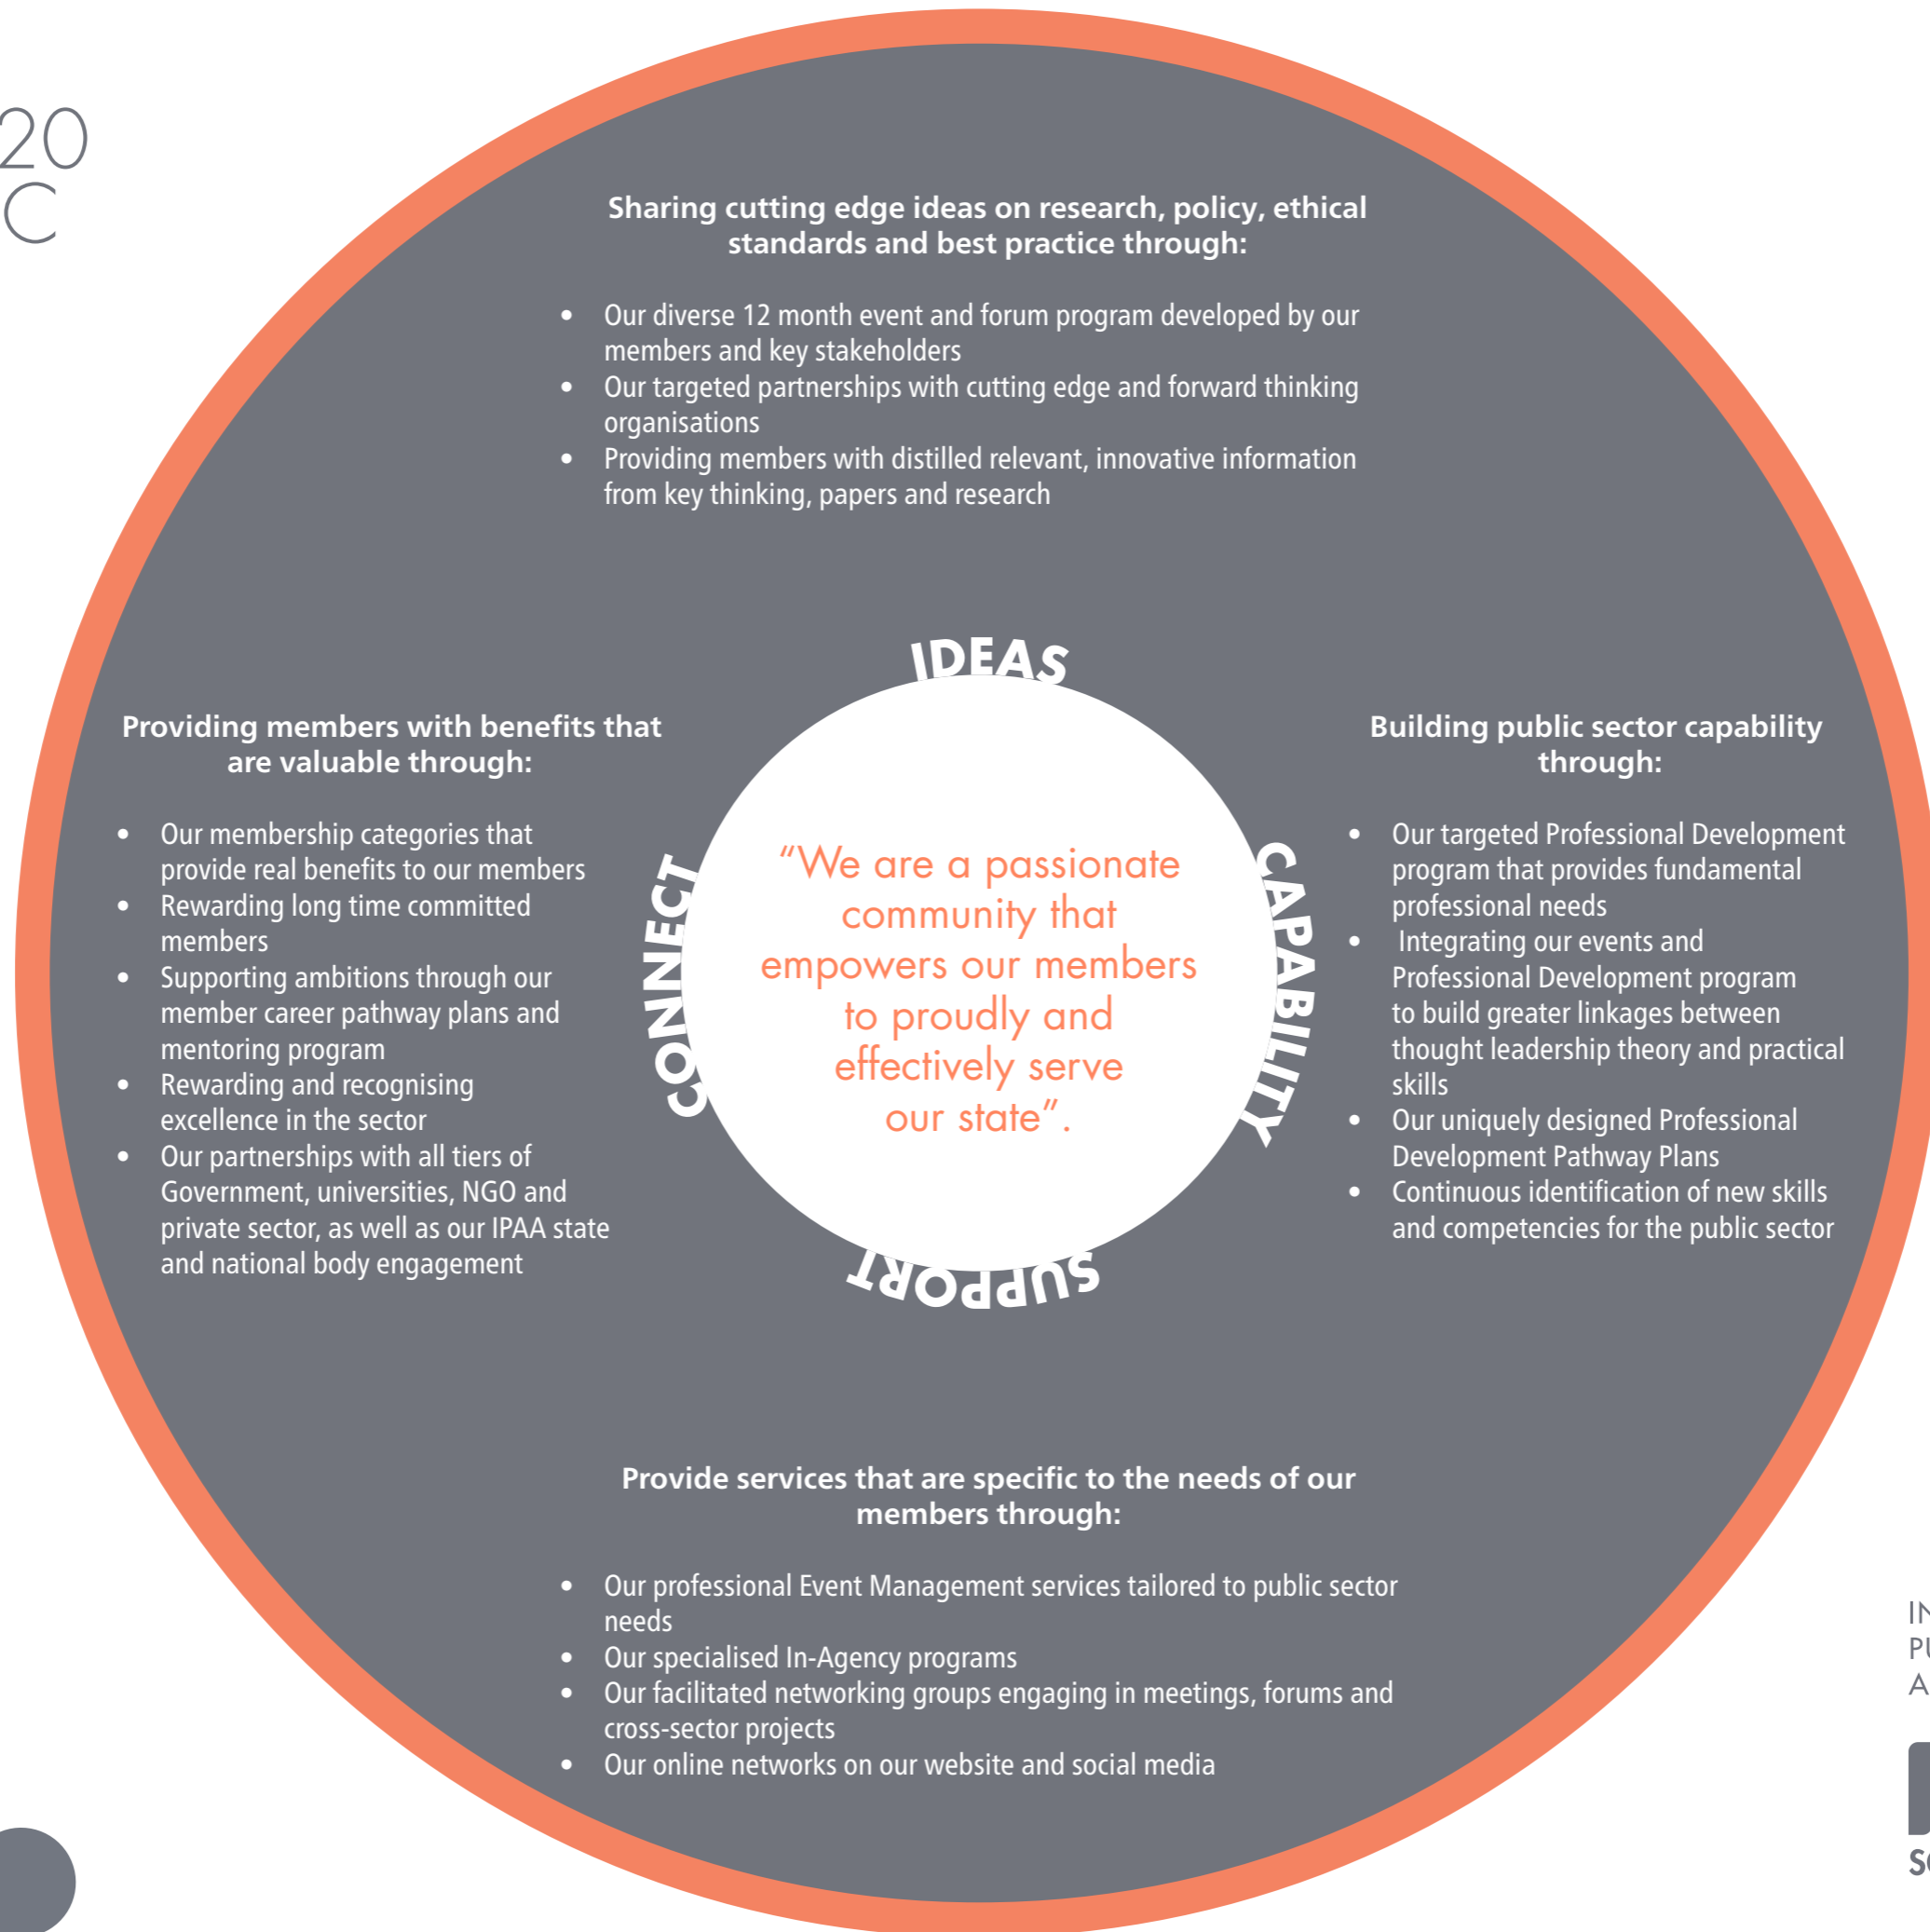 20
C
Sharing cutting edge ideas on research, policy, ethical
standards and best practice through:
• Our diverse 12 month event and forum program developed by our
members and key stakeholders
• Our targeted partnerships with cutting edge and forward thinking
organisations
• Providing members with distilled relevant, innovative information
from key thinking, papers and research
IDEAS
Providing members with benefits that
are valuable through:
• Our membership categories that
provide real benefits to our members
• Rewarding long time committed
members
• Supporting ambitions through our
member career pathway plans and
mentoring program
• Rewarding and recognising
excellence in the sector
• Our partnerships with all tiers of
Government, universities, NGO and
private sector, as well as our IPAA state
and national body engagement
CONNECT
“We are a passionate
community that
empowers our members
to proudly and
effectively serve
our state”.
CAPABILITY
Building public sector capability
through:
• Our targeted Professional Development
program that provides fundamental
professional needs
• Integrating our events and
Professional Development program
to build greater linkages between
thought leadership theory and practical
skills
• Our uniquely designed Professional
Development Pathway Plans
• Continuous identification of new skills
and competencies for the public sector
SUPPORT
Provide services that are specific to the needs of our
members through:
• Our professional Event Management services tailored to public sector
needs
• Our specialised In-Agency programs
• Our facilitated networking groups engaging in meetings, forums and
cross-sector projects
• Our online networks on our website and social media